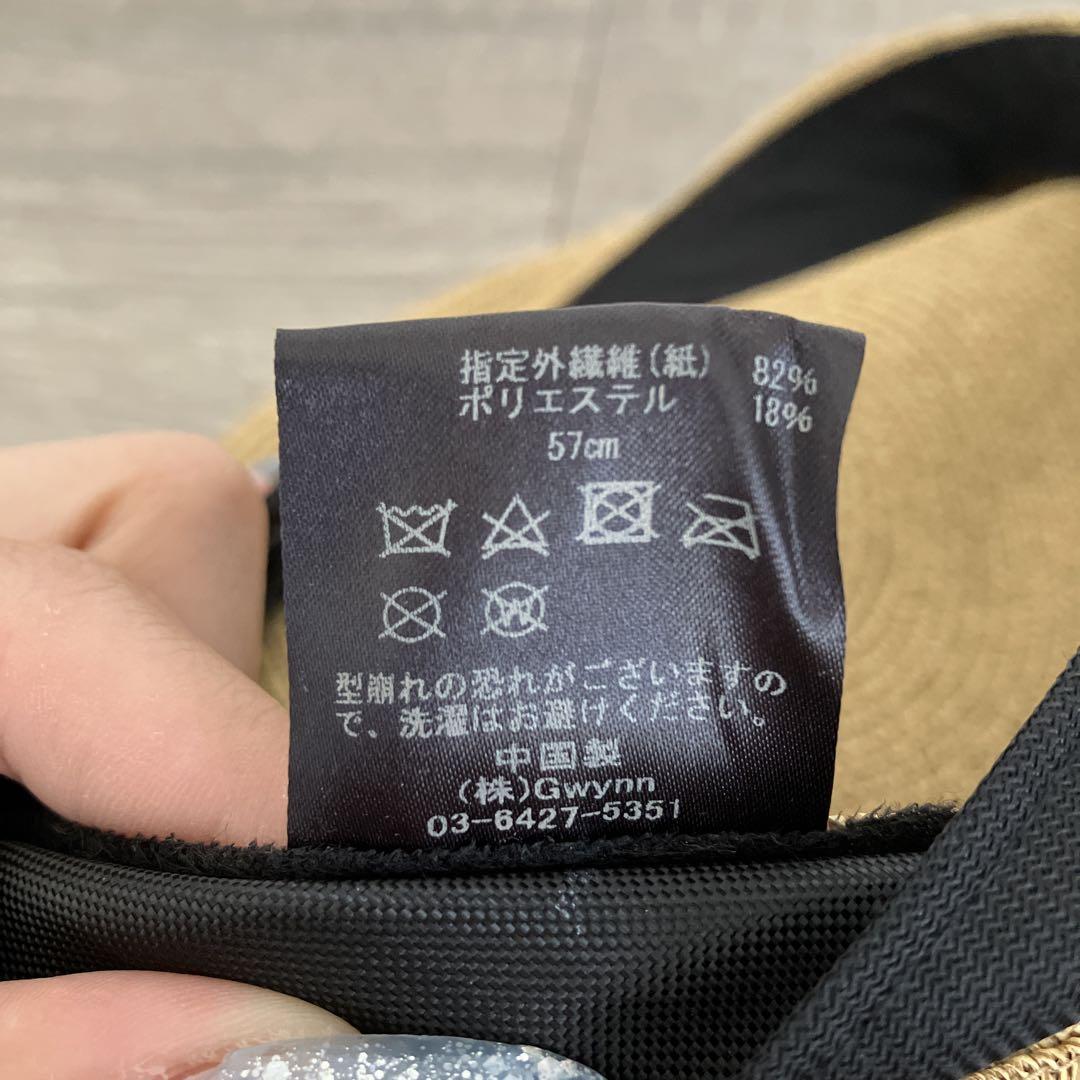 指定外繊維(紙) 82%
ポリエステル 18%
57cm
W
型崩れの恐れがございますの
で、洗濯はお避けください。
中国製
(株)Gwynn
03-6427-5351